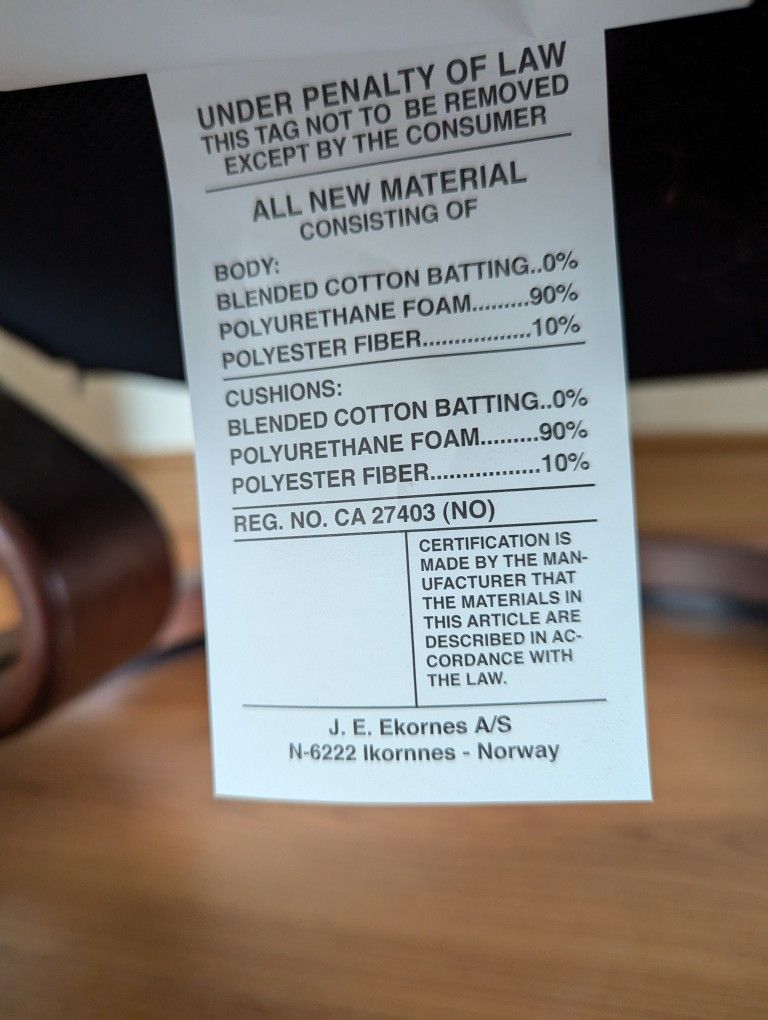 UNDER PENALTY OF LAW
THIS TAG NOT TO BE REMOVED
EXCEPT BY THE CONSUMER
ALL NEW MATERIAL
CONSISTING OF
BODY:
BLENDED COTTON BATTING..0%
POLYURETHANE FOAM.........90%
POLYESTER FIBER.................10%
CUSHIONS:
BLENDED COTTON BATTING..0%
POLYURETHANE FOAM.........90%
POLYESTER FIBER.................10%
REG. NO. CA 27403 (NO)
CERTIFICATION IS
MADE BY THE MAN-
UFACTURER THAT
THE MATERIALS IN
THIS ARTICLE ARE
DESCRIBED IN AC-
CORDANCE WITH
THE LAW.
J. E. Ekornes A/S
N-6222 Ikornnes - Norway